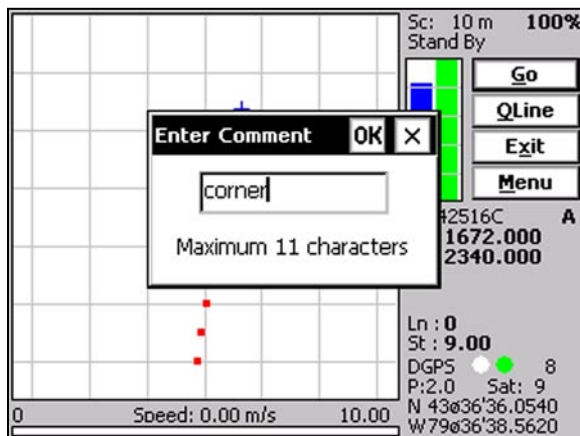 Sc: 10 m 100%
Stand By
Go
QLine
Exit
Menu
Enter Comment OK ×
corner
Maximum 11 characters
42516C A
1672.000
2340.000
Ln : 0
St : 9.00
DGPS 8
P:2.0 Sat: 9
N 43ø36'36.0540
W79ø36'38.5620
0 Speed: 0.00 m/s 10.00